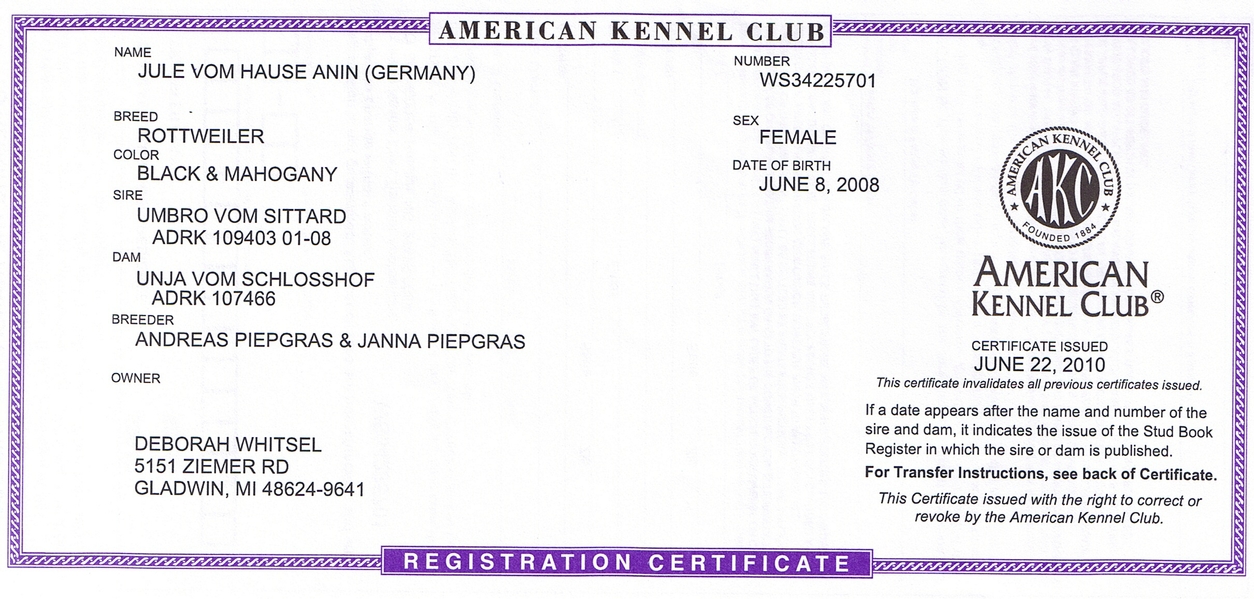 AMERICAN KENNEL CLUB
NAME
JULE VOM HAUSE ANIN (GERMANY)
NUMBER
WS34225701
BREED
ROTTWEILER
SEX
FEMALE
COLOR
BLACK & MAHOGANY
DATE OF BIRTH
JUNE 8, 2008
SIRE
UMBRO VOM SITTARD
ADRK 109403 01-08
DAM
UNJA VOM SCHLOSSHOF
ADRK 107466
BREEDER
ANDREAS PIEPGRAS & JANNA PIEPGRAS
OWNER
DEBORAH WHITSEL
5151 ZIEMER RD
GLADWIN, MI 48624-9641
AMERICAN KENNEL CLUB
AKC
FOUNDED 1884
AMERICAN
KENNEL CLUB®
CERTIFICATE ISSUED
JUNE 22, 2010
This certificate invalidates all previous certificates issued.
If a date appears after the name and number of the
sire and dam, it indicates the issue of the Stud Book
Register in which the sire or dam is published.
For Transfer Instructions, see back of Certificate.
This Certificate issued with the right to correct or
revoke by the American Kennel Club.
REGISTRATION CERTIFICATE